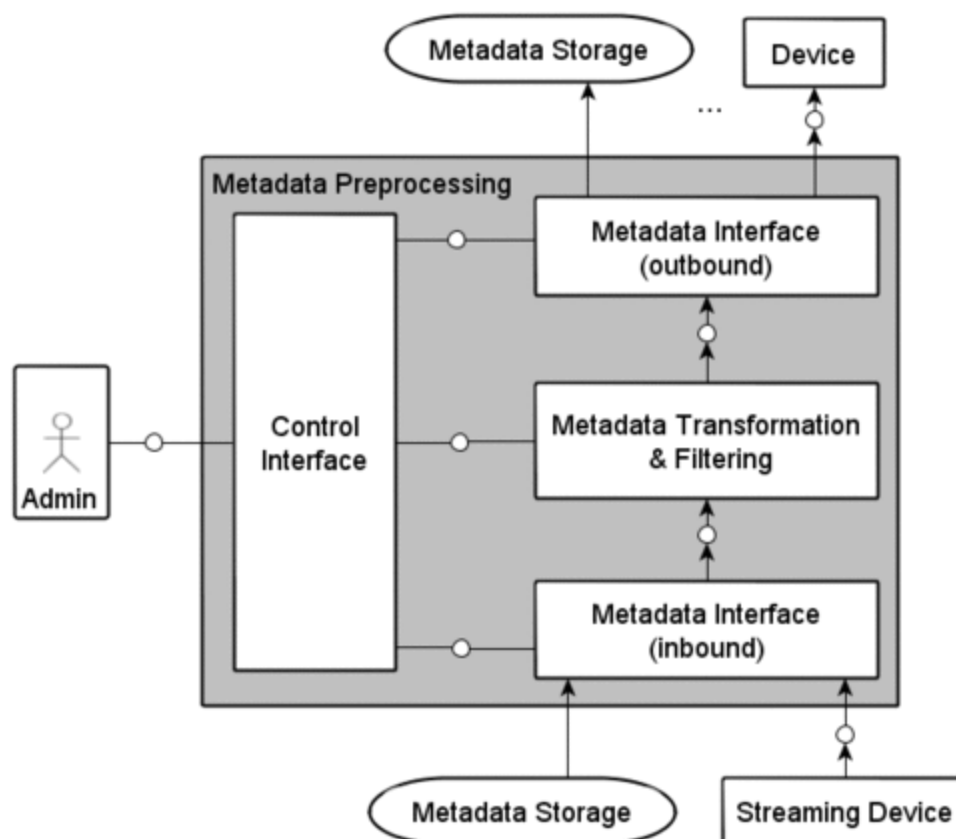 Metadata Storage
Device
...
Metadata Preprocessing
Metadata Interface
(outbound)
Control
Interface
Metadata Transformation
& Filtering
Admin
Metadata Interface
(inbound)
Metadata Storage
Streaming Device